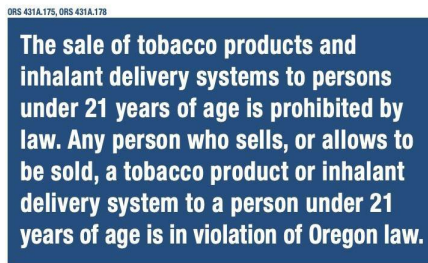 ORS 431A.175, ORS 431A.178
The sale of tobacco products and
inhalant delivery systems to persons
under 21 years of age is prohibited by
law. Any person who sells, or allows to
be sold, a tobacco product or inhalant
delivery system to a person under 21
years of age is in violation of Oregon law.